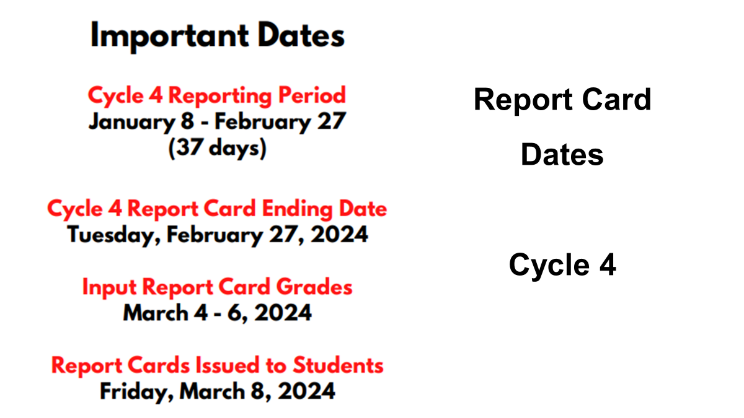 Important Dates
Cycle 4 Reporting Period
January 8 - February 27
(37 days)
Cycle 4 Report Card Ending Date
Tuesday, February 27, 2024
Input Report Card Grades
March 4 - 6, 2024
Report Cards Issued to Students
Friday, March 8, 2024
Report Card
Dates
Cycle 4